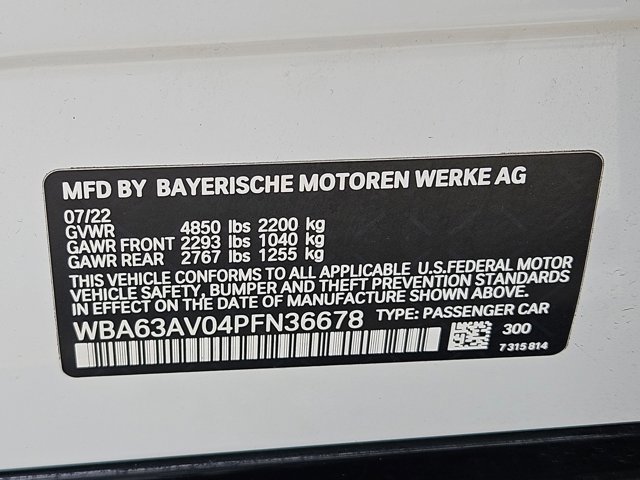 MFD BY BAYERISCHE MOTOREN WERKE AG
07/22
GVWR 4850 lbs 2200 kg
GAWR FRONT 2293 lbs 1040 kg
GAWR REAR 2767 lbs 1255 kg
THIS VEHICLE CONFORMS TO ALL APPLICABLE U.S.FEDERAL MOTOR
VEHICLE SAFETY, BUMPER AND THEFT PREVENTION STANDARDS
IN EFFECT ON THE DATE OF MANUFACTURE SHOWN ABOVE.
WBA63AV04PFN36678 TYPE: PASSENGER CAR
300
7 315 814